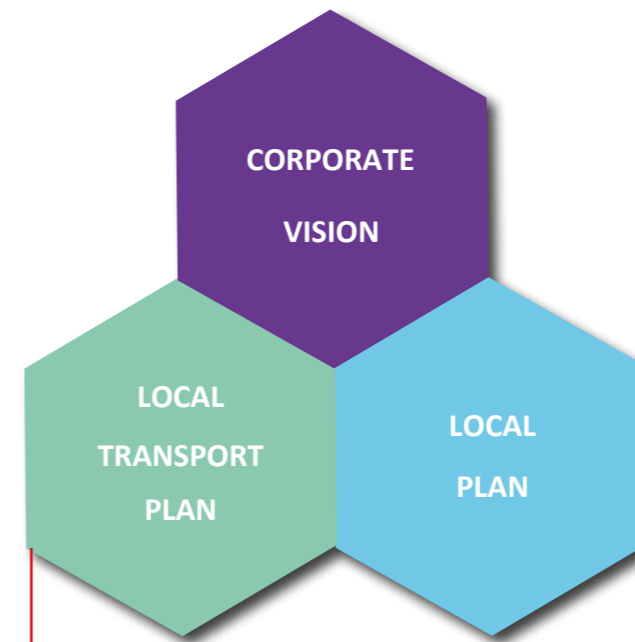 CORPORATE
VISION
LOCAL
TRANSPORT
PLAN
LOCAL
PLAN